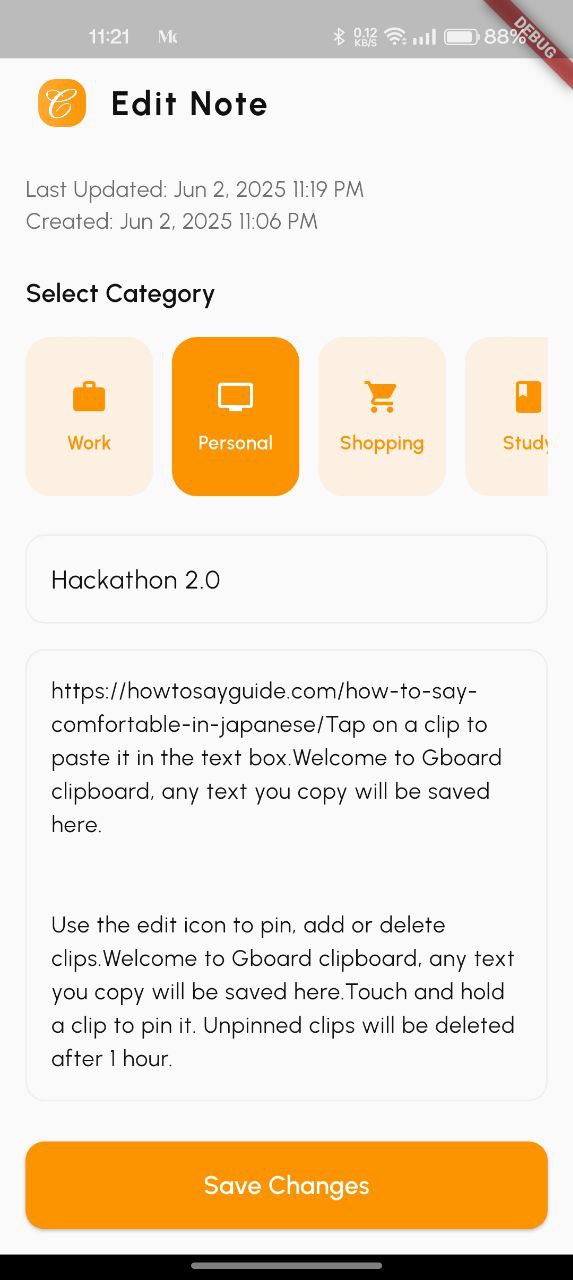 11:21
0.12 KB/S
88%
DEBUG
Edit Note
Last Updated: Jun 2, 2025 11:19 PM
Created: Jun 2, 2025 11:06 PM
Select Category
Work
Personal
Shopping
Study
Hackathon 2.0
https://howtosayguide.com/how-to-say-
comfortable-in-japanese/Tap on a clip to
paste it in the text box.Welcome to Gboard
clipboard, any text you copy will be saved
here.
Use the edit icon to pin, add or delete
clips.Welcome to Gboard clipboard, any text
you copy will be saved here.Touch and hold
a clip to pin it. Unpinned clips will be deleted
after 1 hour.
Save Changes